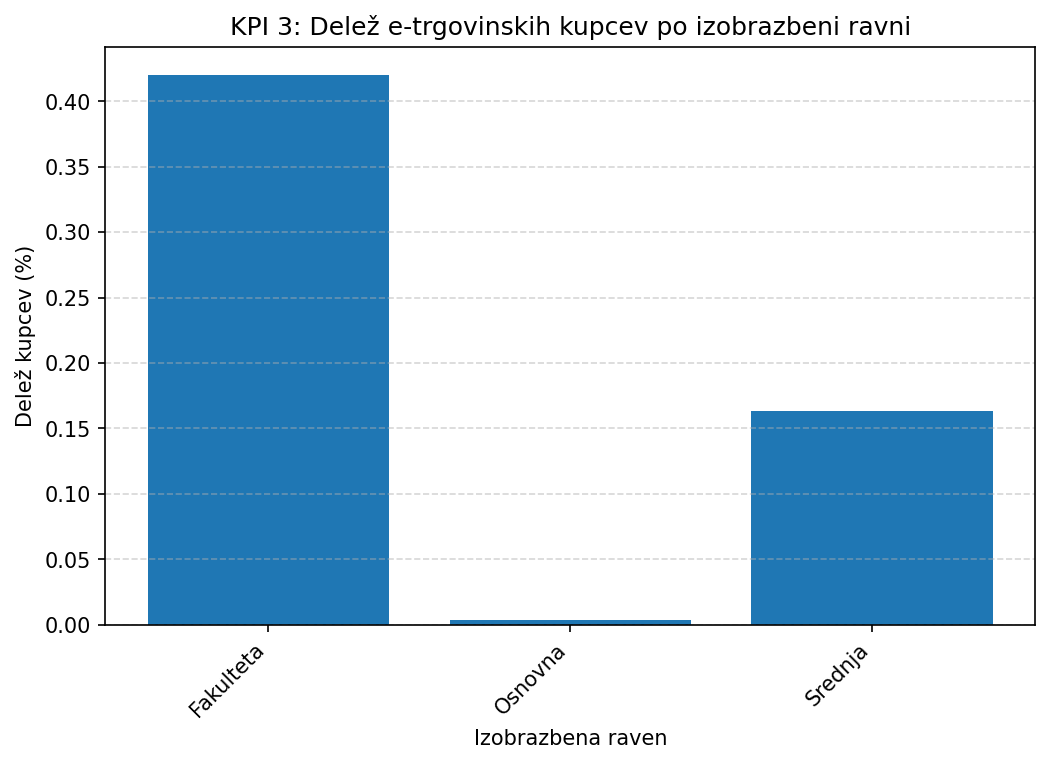 KPI 3: Delež e-trgovinskih kupcev po izobrazbeni ravni
Delež kupcev (%)
0.40
0.35
0.30
0.25
0.20
0.15
0.10
0.05
0.00
Fakulteta
Osnovna
Srednja
Izobrazbena raven